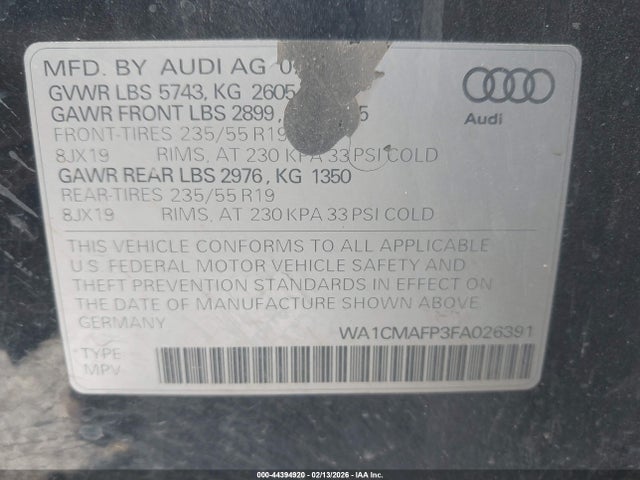 MFD. BY AUDI AG
GVWR LBS 5743, KG 2605
GAWR FRONT LBS 2899,
FRONT-TIRES 235/55 R19
8JX19 RIMS, AT 230 KPA 33 PSI COLD
GAWR REAR LBS 2976, KG 1350
REAR-TIRES 235/55 R19
8JX19 RIMS, AT 230 KPA 33 PSI COLD
Audi
THIS VEHICLE CONFORMS TO ALL APPLICABLE
U.S. FEDERAL MOTOR VEHICLE SAFETY AND
THEFT PREVENTION STANDARDS IN EFFECT ON
THE DATE OF MANUFACTURE SHOWN ABOVE
GERMANY
WA1CMAFP3FA026391
*TYPE
MPV
000-44394920 | 02/13/2026 - IAA Inc.